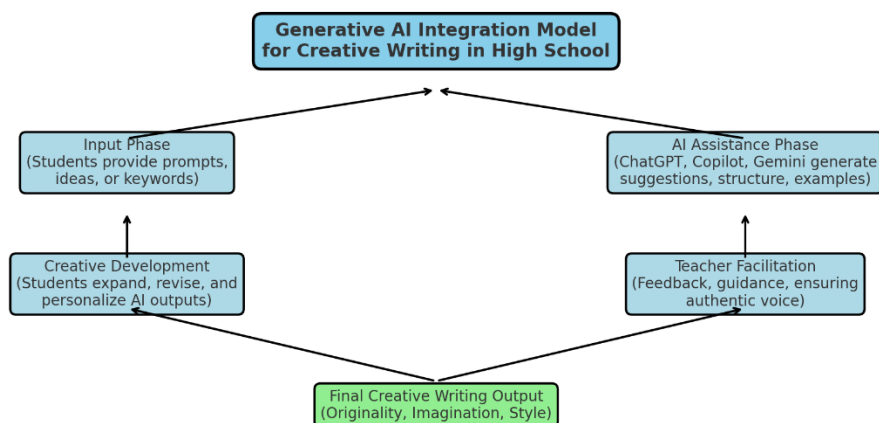 Generative AI Integration Model
for Creative Writing in High School
Input Phase
(Students provide prompts,
ideas, or keywords)
AI Assistance Phase
(ChatGPT, Copilot, Gemini generate
suggestions, structure, examples)
Creative Development
(Students expand, revise, and
personalize AI outputs)
Teacher Facilitation
(Feedback, guidance, ensuring
authentic voice)
Final Creative Writing Output
(Originality, Imagination, Style)